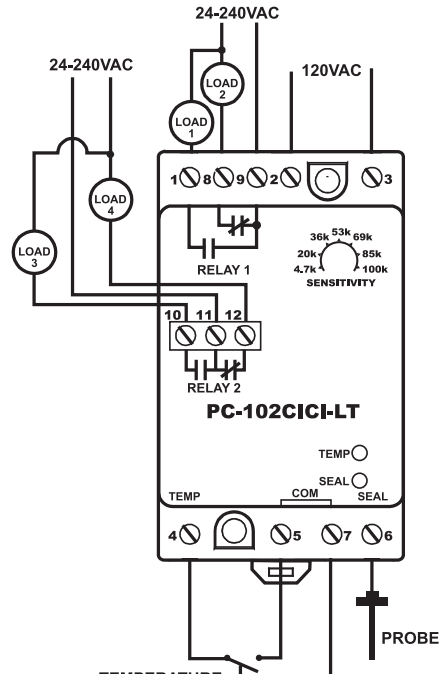 24-240VAC
24-240VAC
120VAC
LOAD 2
LOAD 1
LOAD 4
LOAD 3
1 8 9 2 3
RELAY 1
36k 53k 69k
20k 85k
4.7k 100k
SENSITIVITY
10 11 12
RELAY 2
PC-102CICI-LT
TEMP
SEAL
TEMP COM SEAL
4 5 7 6
PROBE
TEMPERATURE